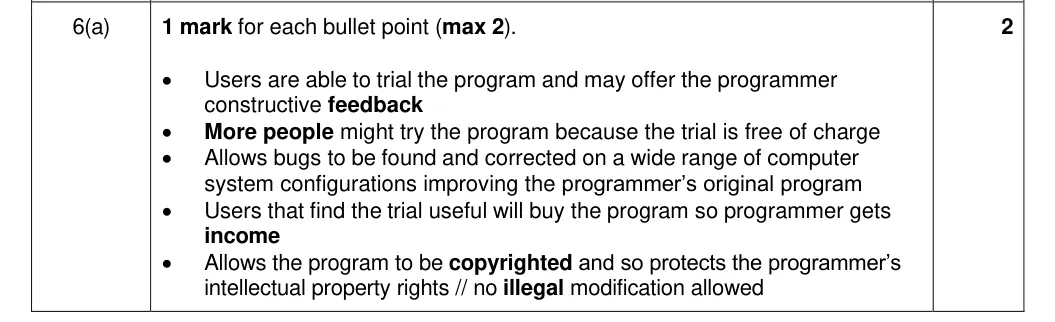 6(a) 1 mark for each bullet point (max 2). 2
• Users are able to trial the program and may offer the programmer
constructive feedback
• More people might try the program because the trial is free of charge
• Allows bugs to be found and corrected on a wide range of computer
system configurations improving the programmer's original program
• Users that find the trial useful will buy the program so programmer gets
income
• Allows the program to be copyrighted and so protects the programmer's
intellectual property rights // no illegal modification allowed